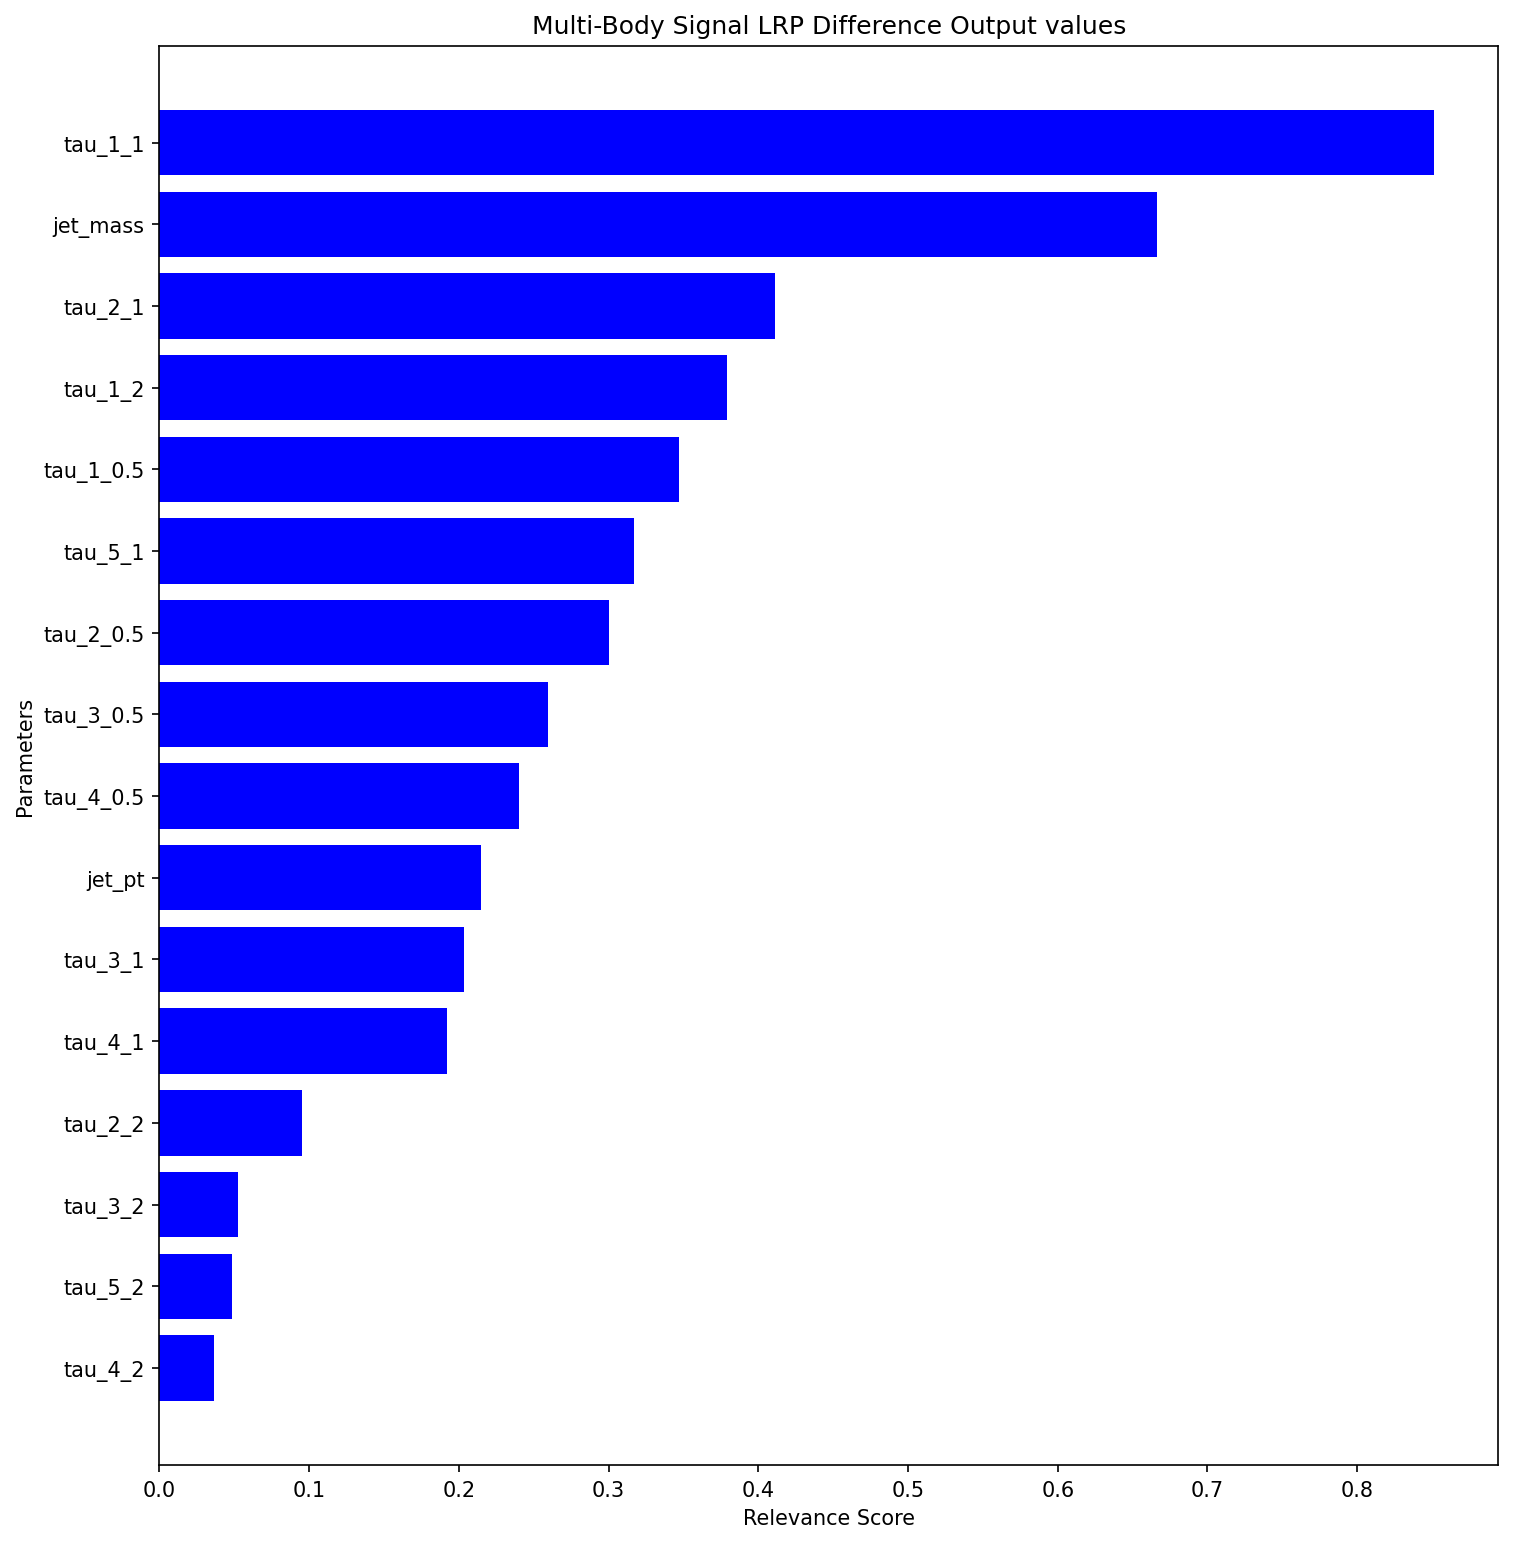 Multi-Body Signal LRP Difference Output values
tau_1_1
jet_mass
tau_2_1
tau_1_2
tau_1_0.5
tau_5_1
tau_2_0.5
tau_3_0.5
tau_4_0.5
jet_pt
tau_3_1
tau_4_1
tau_2_2
tau_3_2
tau_5_2
tau_4_2
Parameters
0.0 0.1 0.2 0.3 0.4 0.5 0.6 0.7 0.8
Relevance Score